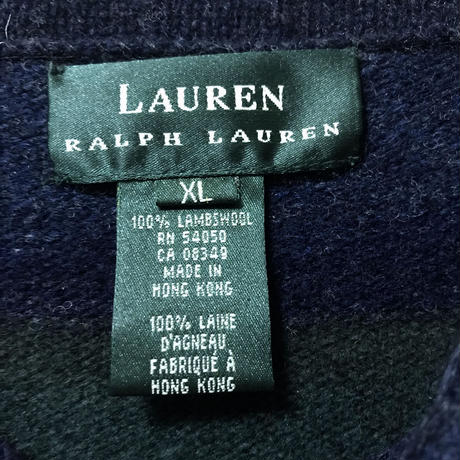 LAUREN
RALPH LAUREN
XL
100% LAMBSWOOL
RN 54050
CA 08349
MADE IN
HONG KONG
100% LAINE
D'AGNEAU
FABRIQUÉ À
HONG KONG